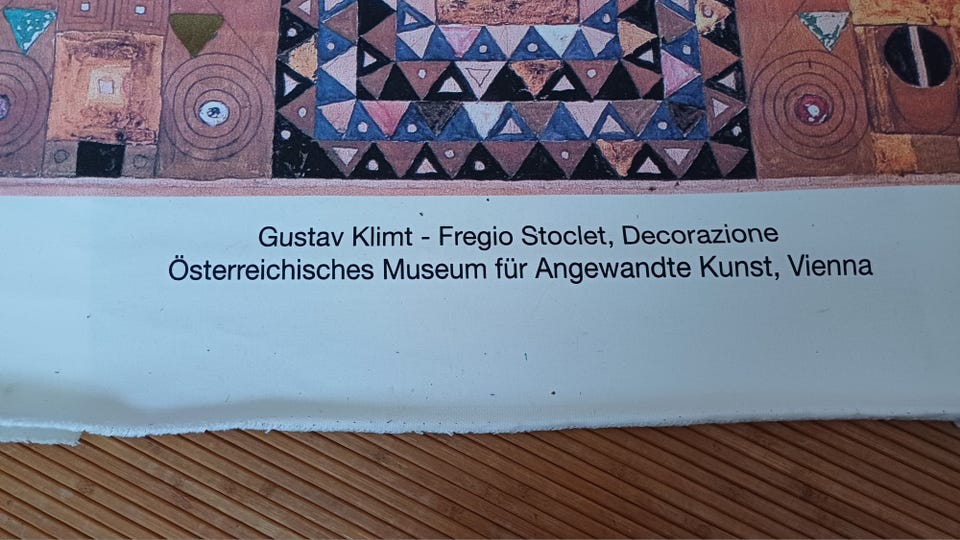 Gustav Klimt - Fregio Stoclet, Decorazione
Österreichisches Museum für Angewandte Kunst, Vienna